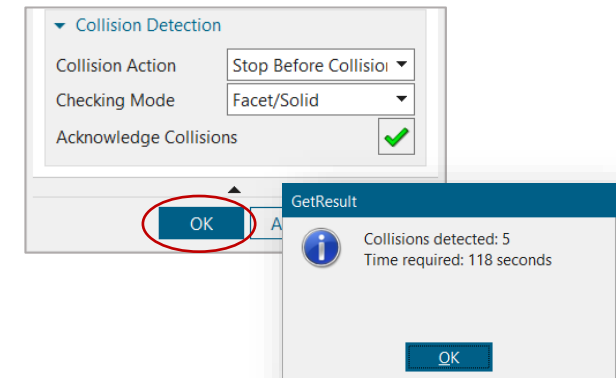 Collision Detection
Collision Action Stop Before Collision
Checking Mode Facet/Solid
Acknowledge Collisions
OK A
GetResult
Collisions detected: 5
Time required: 118 seconds
OK